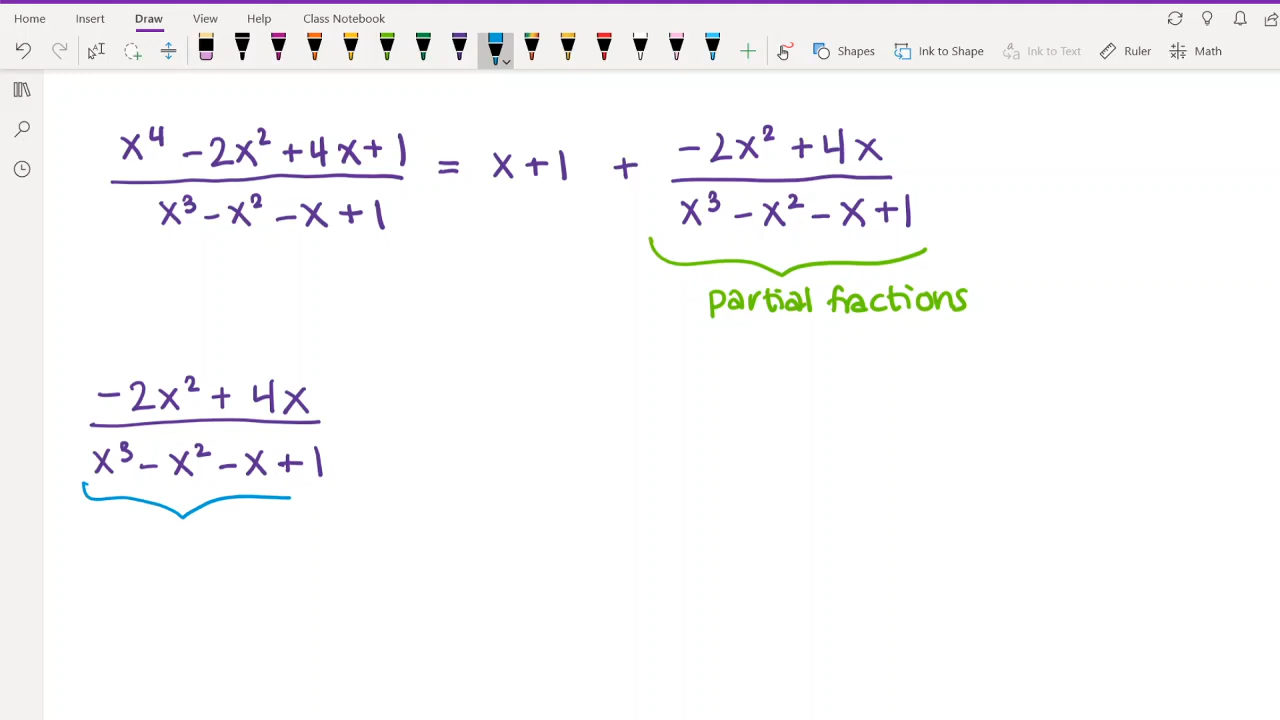 Home Insert Draw View Help Class Notebook
Shapes Ink to Shape Ink to Text Ruler Math
x⁴ - 2x² + 4x + 1
x³ - x² - x + 1
= x + 1 +
-2x² + 4x
x³ - x² - x + 1
partial fractions
-2x² + 4x
x³ - x² - x + 1